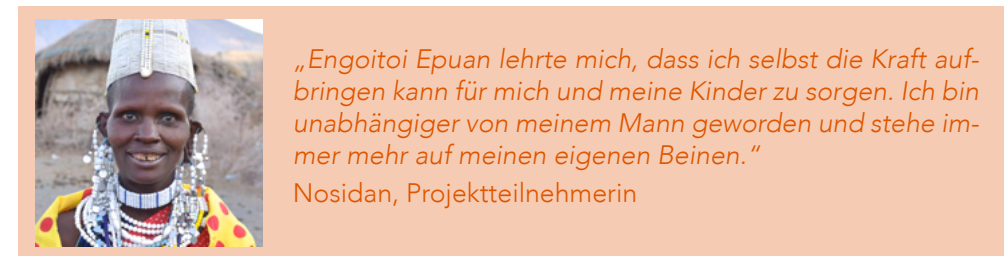 „Engoitoi Epuan lehrte mich, dass ich selbst die Kraft auf-
bringen kann für mich und meine Kinder zu sorgen. Ich bin
unabhängiger von meinem Mann geworden und stehe im-
mer mehr auf meinen eigenen Beinen.“
Nosidan, Projektteilnehmerin